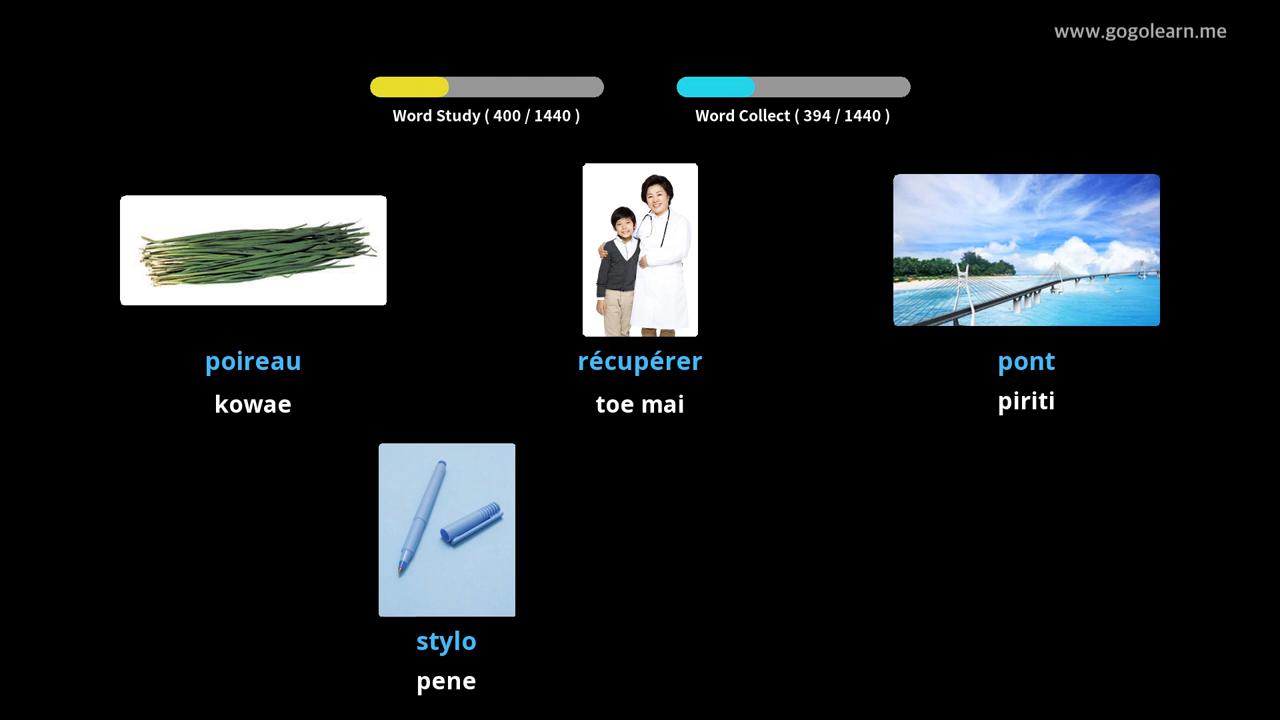 www.gogolearn.me
Word Study ( 400 / 1440 )
Word Collect ( 394 / 1440 )
poireau
kowae
récupérer
toe mai
pont
piriti
stylo
pene